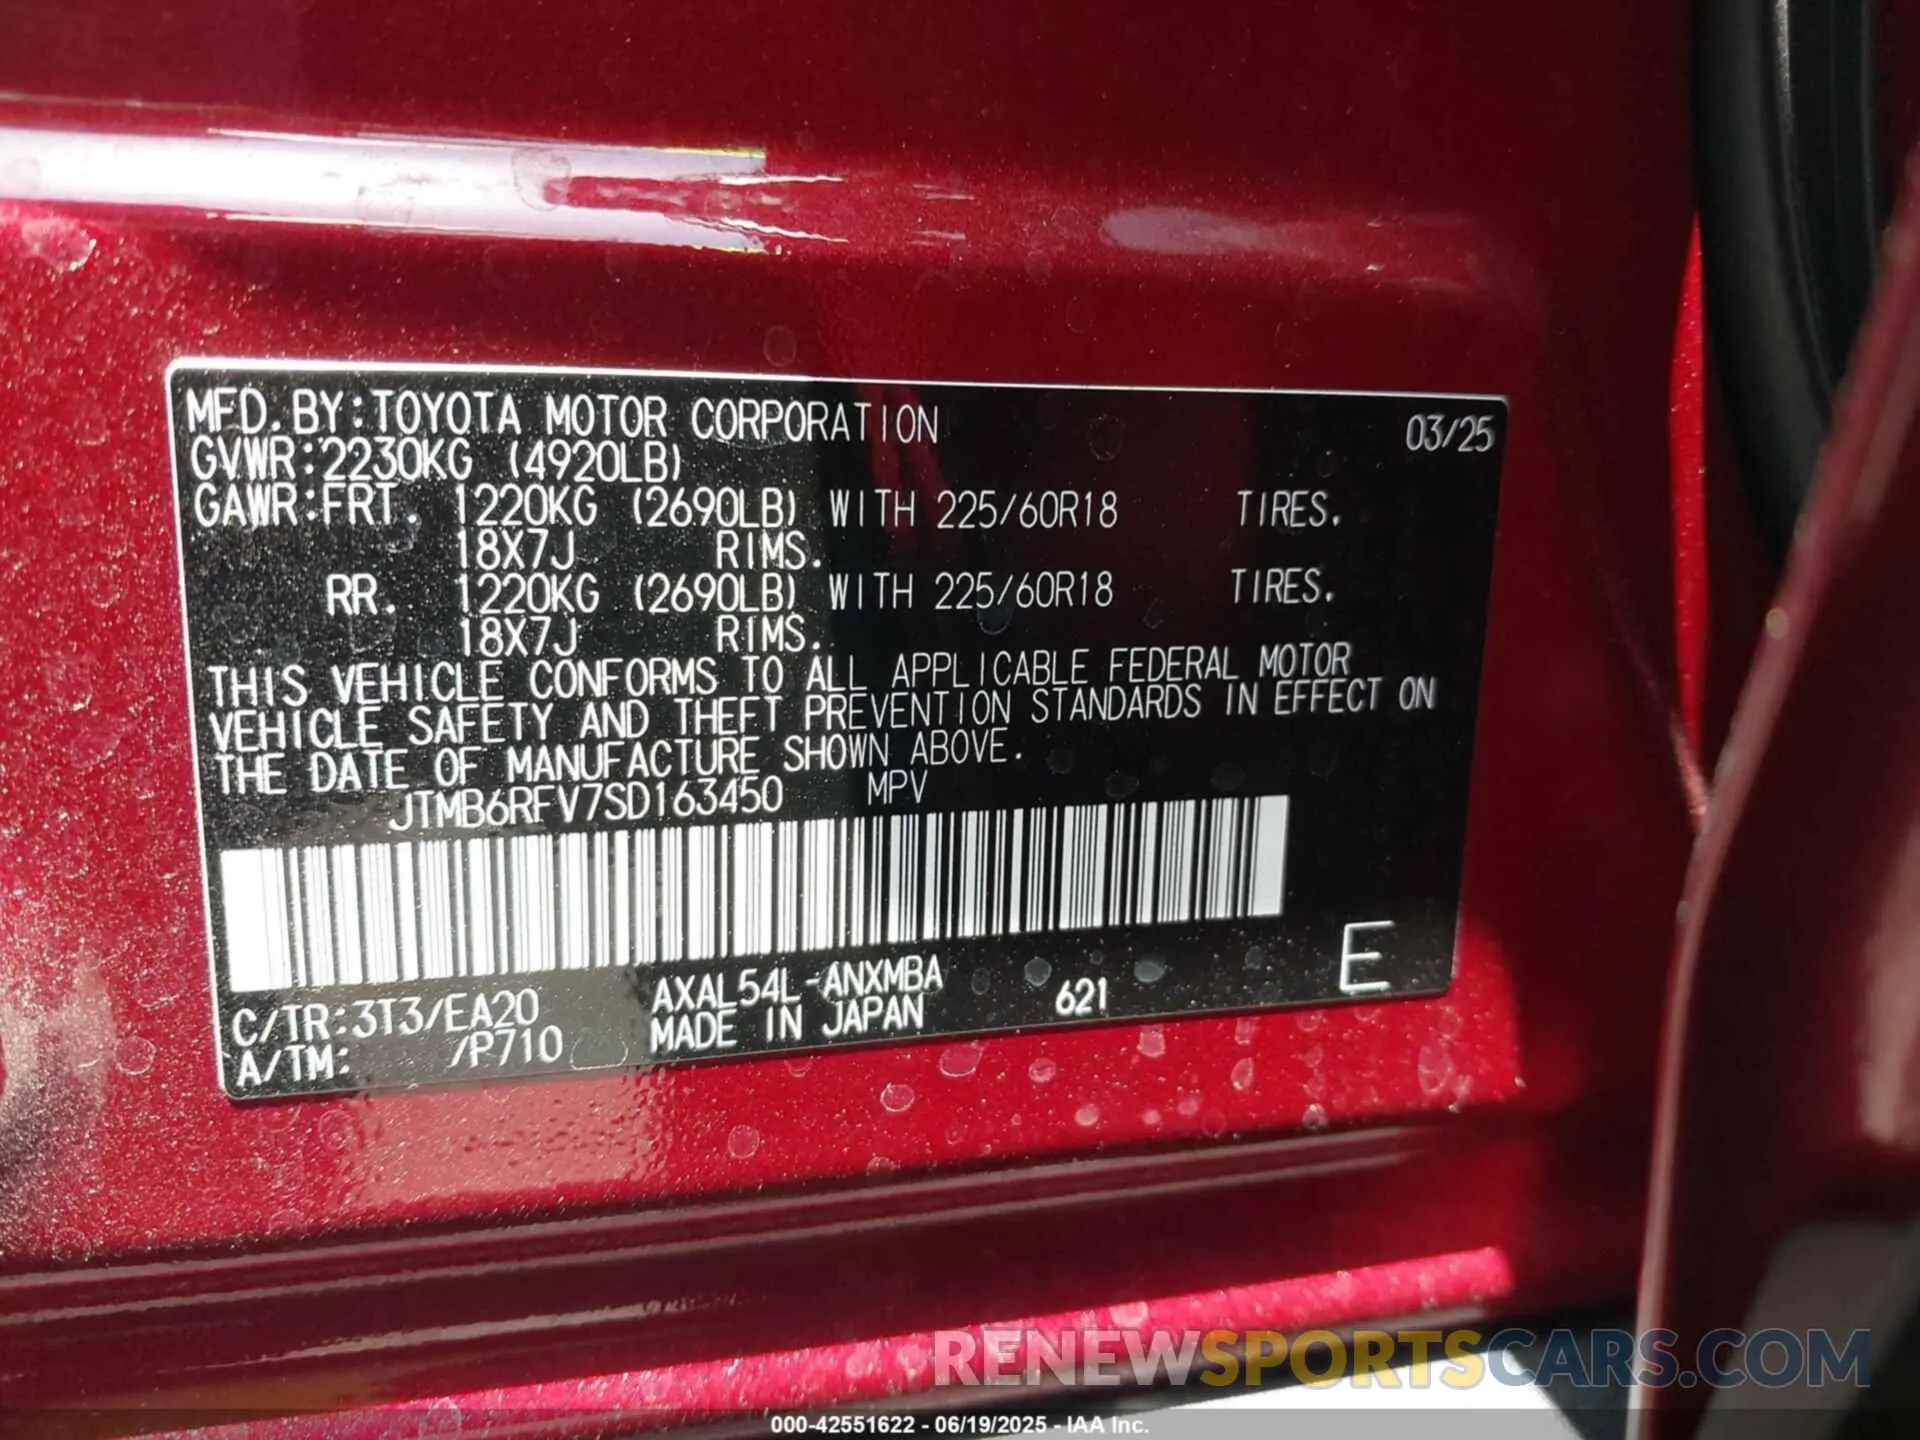 MFD.BY:TOYOTA MOTOR CORPORATION 03/25
GVWR:2230KG (4920LB)
GAWR:FRT. 1220KG (2690LB) WITH 225/60R18 TIRES.
18X7J RIMS.
RR. 1220KG (2690LB) WITH 225/60R18 TIRES.
18X7J RIMS.
THIS VEHICLE CONFORMS TO ALL APPLICABLE FEDERAL MOTOR
VEHICLE SAFETY AND THEFT PREVENTION STANDARDS IN EFFECT ON
THE DATE OF MANUFACTURE SHOWN ABOVE.
JTMB6RFV7SD163450 MPV
C/TR:3T3/EA20 AXAL54L-ANXMBA 621 E
A/TM: /P710 MADE IN JAPAN
RENEWSPORTSCARS.COM
000-42551622 - 06/19/2025 - IAA Inc.